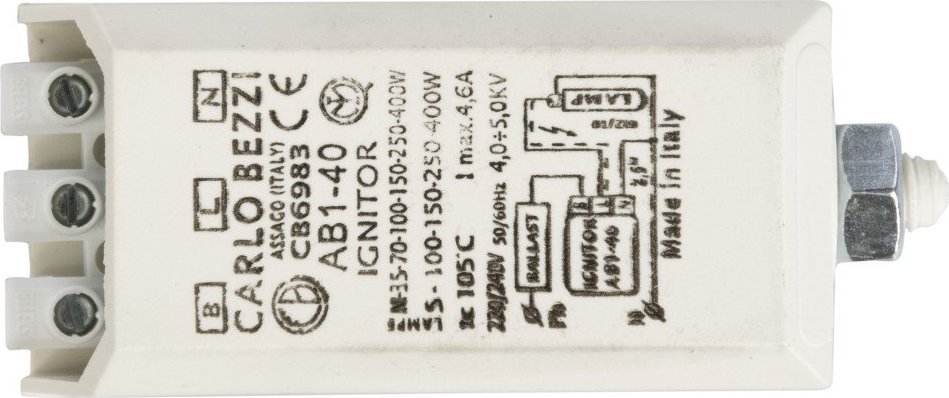 B L N
CARLO BEZZI
ASSAGO (ITALY)
CB6983 CE
AB1-40
IGNITOR
LAMP M-35-70-100-150-250-400W
S - 100-150-250-400W
tc 105°C I max. 4,6A
220/240V 50/60Hz 4,0÷5,0KV
LAMP
BALLAST
IGNITOR
AB1-40
Ph N
Made in Italy